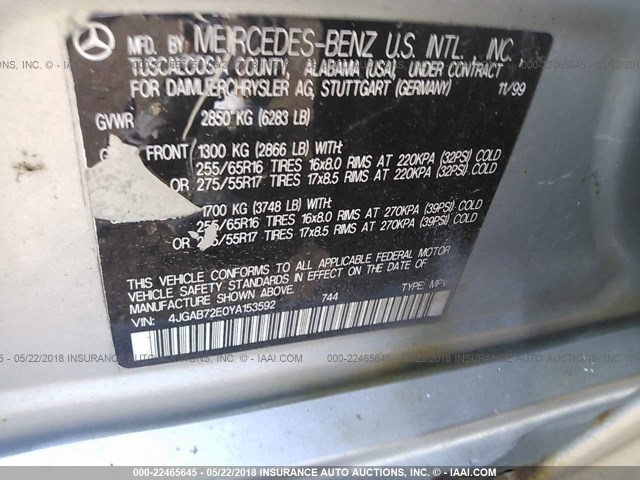 MFD. BY MERCEDES-BENZ U.S. INTL., INC.
TUSCALOOSA COUNTY, ALABAMA (USA), UNDER CONTRACT
FOR DAIMLERCHRYSLER AG, STUTTGART (GERMANY) 11/99
GVWR 2850 KG (6283 LB)
FRONT 1300 KG (2866 LB) WITH:
255/65R16 TIRES 16x8.0 RIMS AT 220KPA (32PSI) COLD
OR 275/55R17 TIRES 17x8.5 RIMS AT 220KPA (32PSI) COLD
1700 KG (3748 LB) WITH:
255/65R16 TIRES 16x8.0 RIMS AT 270KPA (39PSI) COLD
OR /55R17 TIRES 17x8.5 RIMS AT 270KPA (39PSI) COLD
THIS VEHICLE CONFORMS TO ALL APPLICABLE FEDERAL MOTOR
VEHICLE SAFETY STANDARDS IN EFFECT ON THE DATE OF
MANUFACTURE SHOWN ABOVE.
VIN: 4JGAB72E0YA153592 744 TYPE: MPV
000-22465645 - 05/22/2018 INSURANCE AUTO AUCTIONS INC. - © IAAI.COM